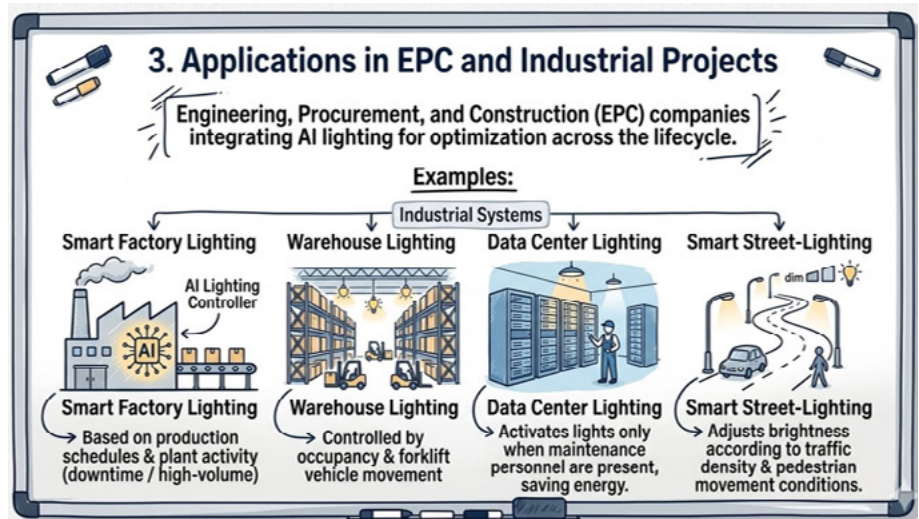 3. Applications in EPC and Industrial Projects
Engineering, Procurement, and Construction (EPC) companies
integrating AI lighting for optimization across the lifecycle.
Examples:
Industrial Systems
Smart Factory Lighting
Warehouse Lighting
Data Center Lighting
Smart Street-Lighting
AI Lighting
Controller
AI
dim
Smart Factory Lighting
Based on production
schedules & plant activity
(downtime / high-volume)
Warehouse Lighting
Controlled by
occupancy & forklift
vehicle movement
Data Center Lighting
Activates lights only
when maintenance
personnel are present,
saving energy.
Smart Street-Lighting
Adjusts brightness
according to traffic
density & pedestrian
movement conditions.